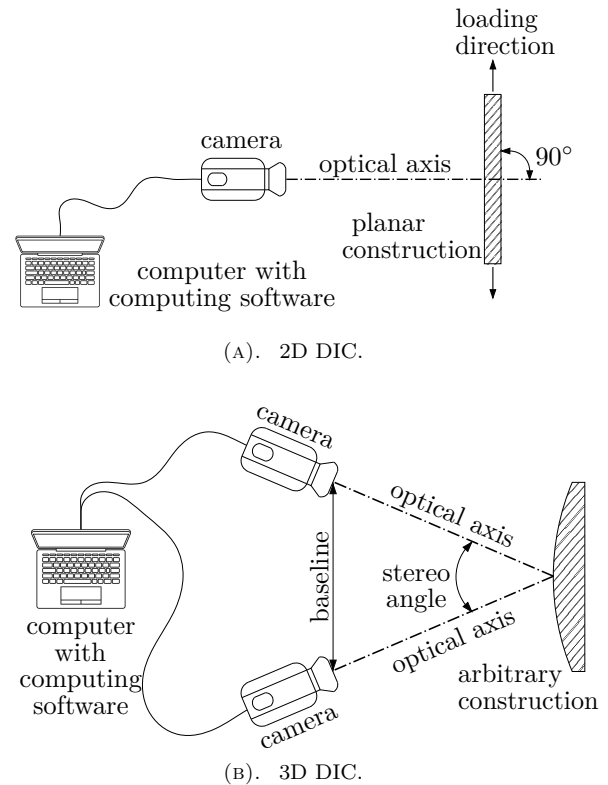 loading
direction
camera
optical axis
90°
planar
construction
computer with
computing software
(A). 2D DIC.
camera
optical axis
baseline
stereo
angle
optical axis
computer
with
computing
software
arbitrary
construction
camera
(B). 3D DIC.